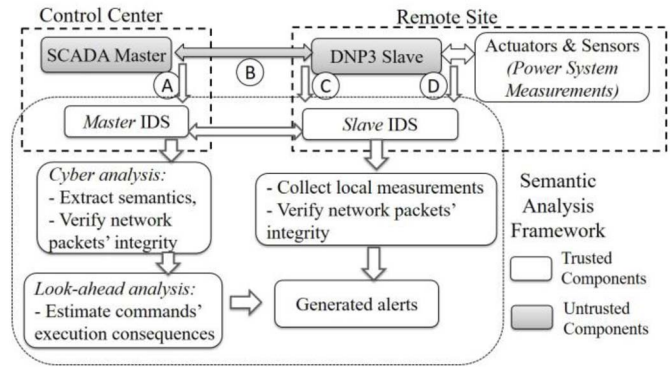 Control Center
Remote Site
SCADA Master
DNP3 Slave
Actuators & Sensors
(Power System
Measurements)
A
B
C
D
Master IDS
Slave IDS
Cyber analysis:
- Extract semantics,
- Verify network
packets' integrity
- Collect local measurements
- Verify network packets'
integrity
Look-ahead analysis:
- Estimate commands'
execution consequences
Generated alerts
Semantic
Analysis
Framework
Trusted
Components
Untrusted
Components